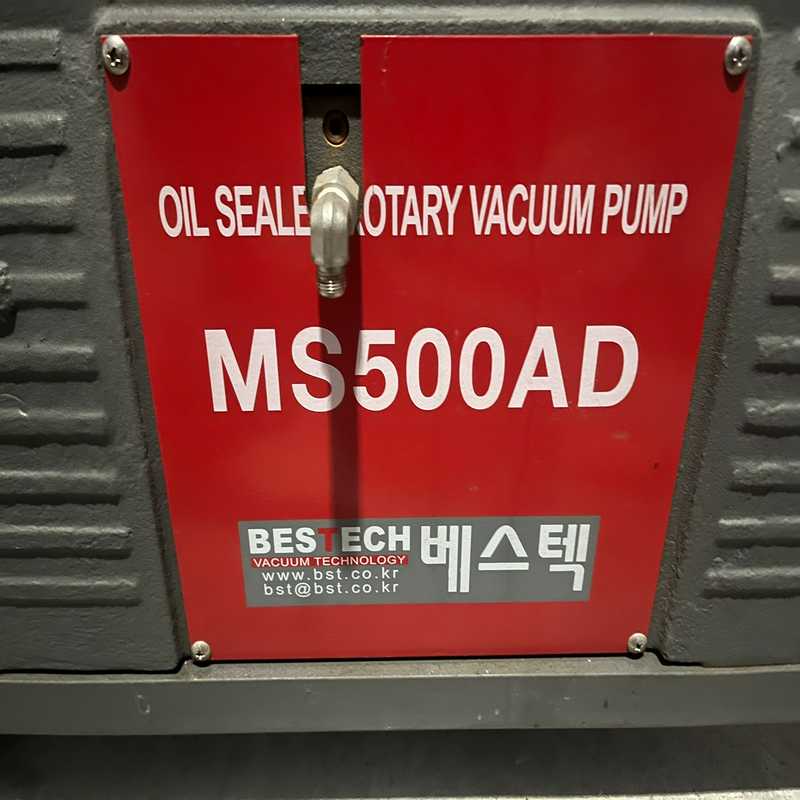 OIL SEALE ROTARY VACUUM PUMP
MS500AD
BESTECH 베스텍
VACUUM TECHNOLOGY
www.bst.co.kr
bst@bst.co.kr